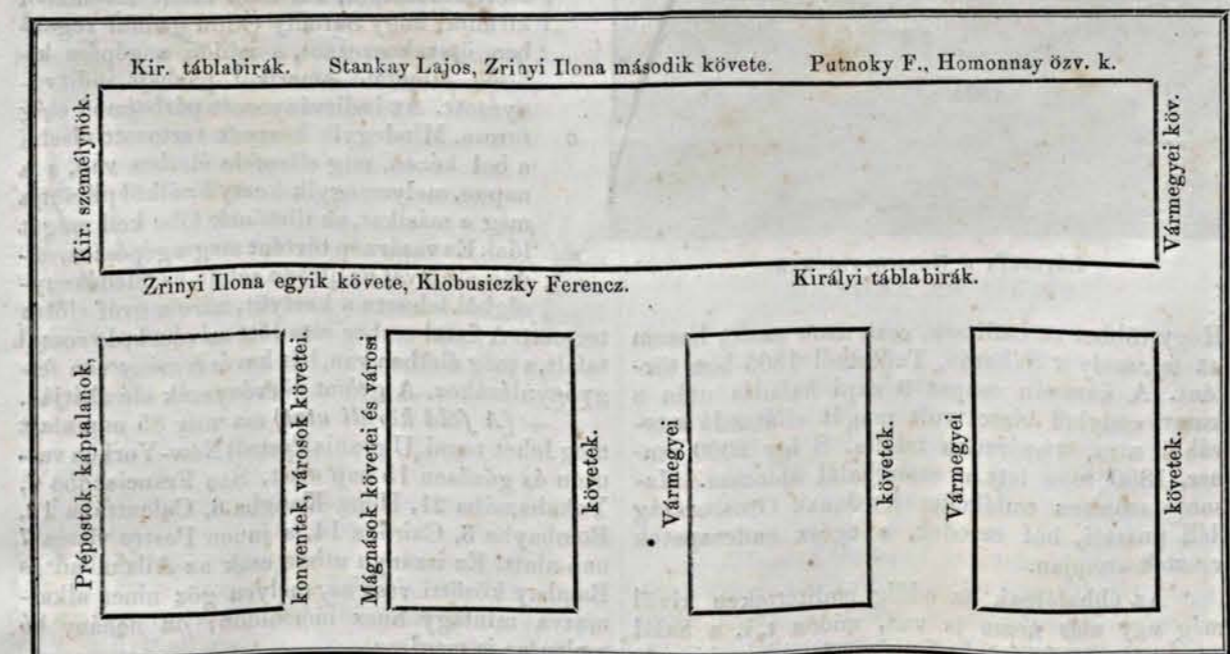 Kir. táblabirák. Stankay Lajos, Zrinyi Ilona második követe. Putnoky F., Homonnay özv. k.
Kir. személynök.
Vármegyei köv.
Zrinyi Ilona egyik követe, Klobusiczky Ferencz. Királyi táblabirák.
Prépostok, káptalanok,
konventek, városok követei,
Mágnások követei és városi
követek.
Vármegyei
követek.
Vármegyei
követek.